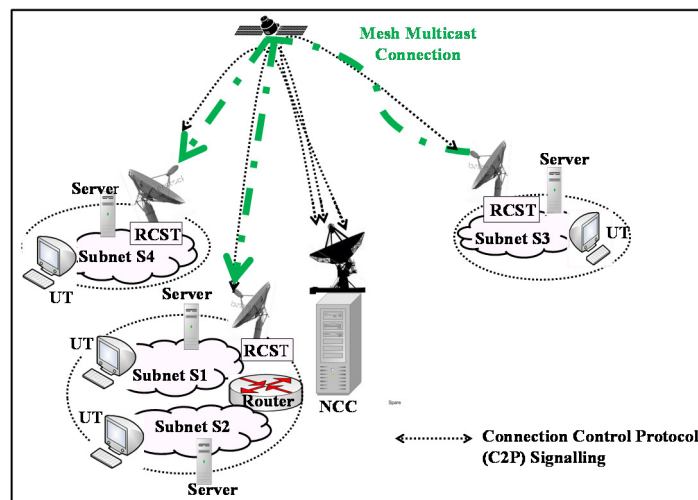 Mesh Multicast
Connection
Server
Server
RCST
RCST
Subnet S4
Subnet S3
UT
UT
Server
RCST
UT
Subnet S1
Router
NCC
Spare
UT
Subnet S2
Server
Connection Control Protocol
(C2P) Signalling